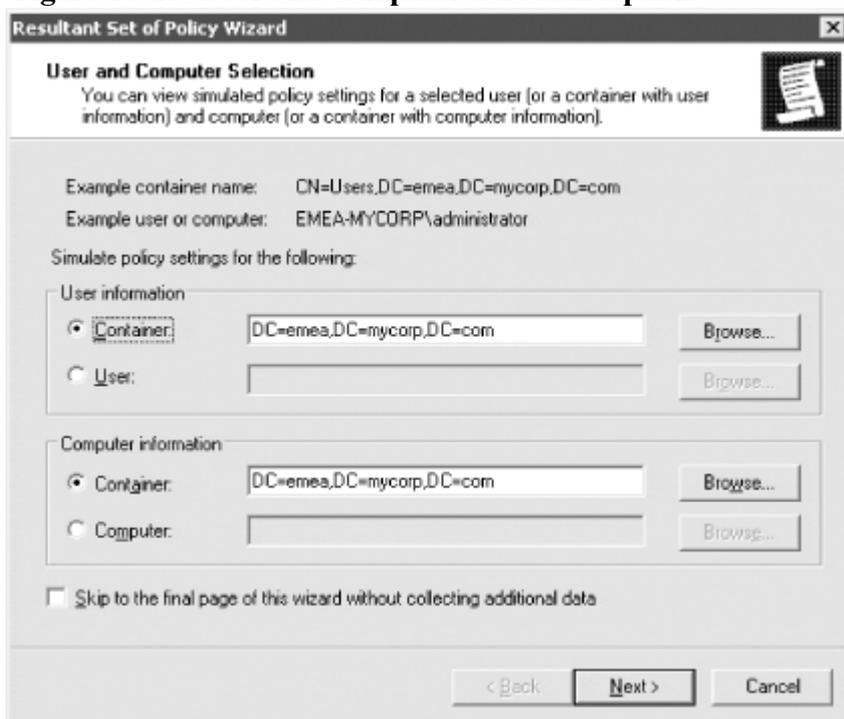 Resultant Set of Policy Wizard
User and Computer Selection
You can view simulated policy settings for a selected user (or a container with user
information) and computer (or a container with computer information).
Example container name: CN=Users,DC=emea,DC=mycorp,DC=com
Example user or computer: EMEA-MYCORP\administrator
Simulate policy settings for the following:
User information
Container: DC=emea,DC=mycorp,DC=com Browse...
User: Browse...
Computer information
Container: DC=emea,DC=mycorp,DC=com Browse...
Computer: Browse...
Skip to the final page of this wizard without collecting additional data
< Back Next > Cancel